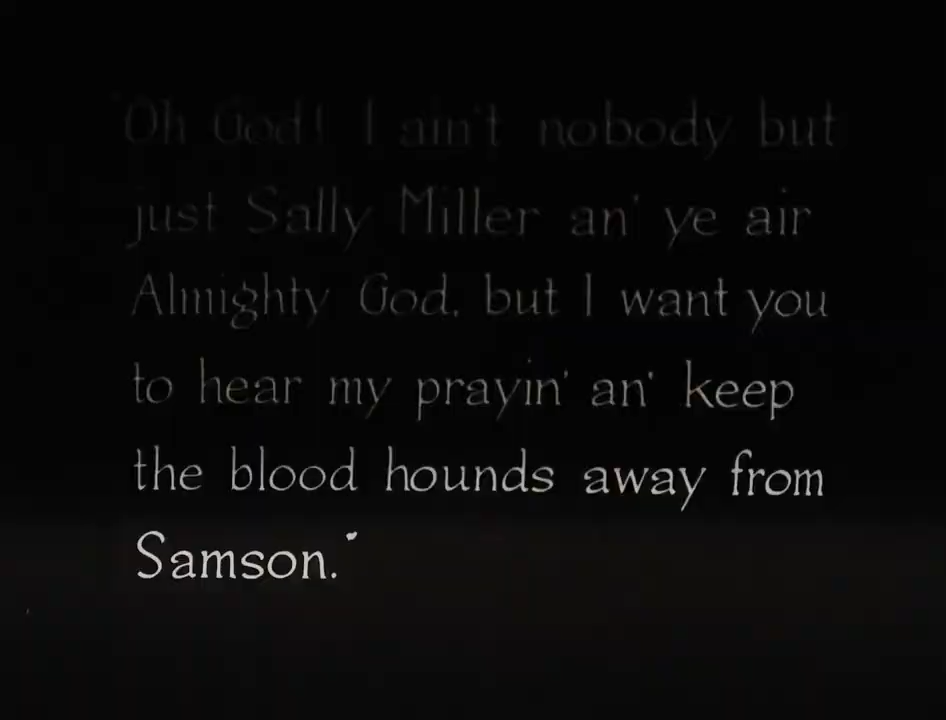 "Oh God! I ain't nobody but
just Sally Miller an' ye air
Almighty God, but I want you
to hear my prayin' an' keep
the blood hounds away from
Samson."